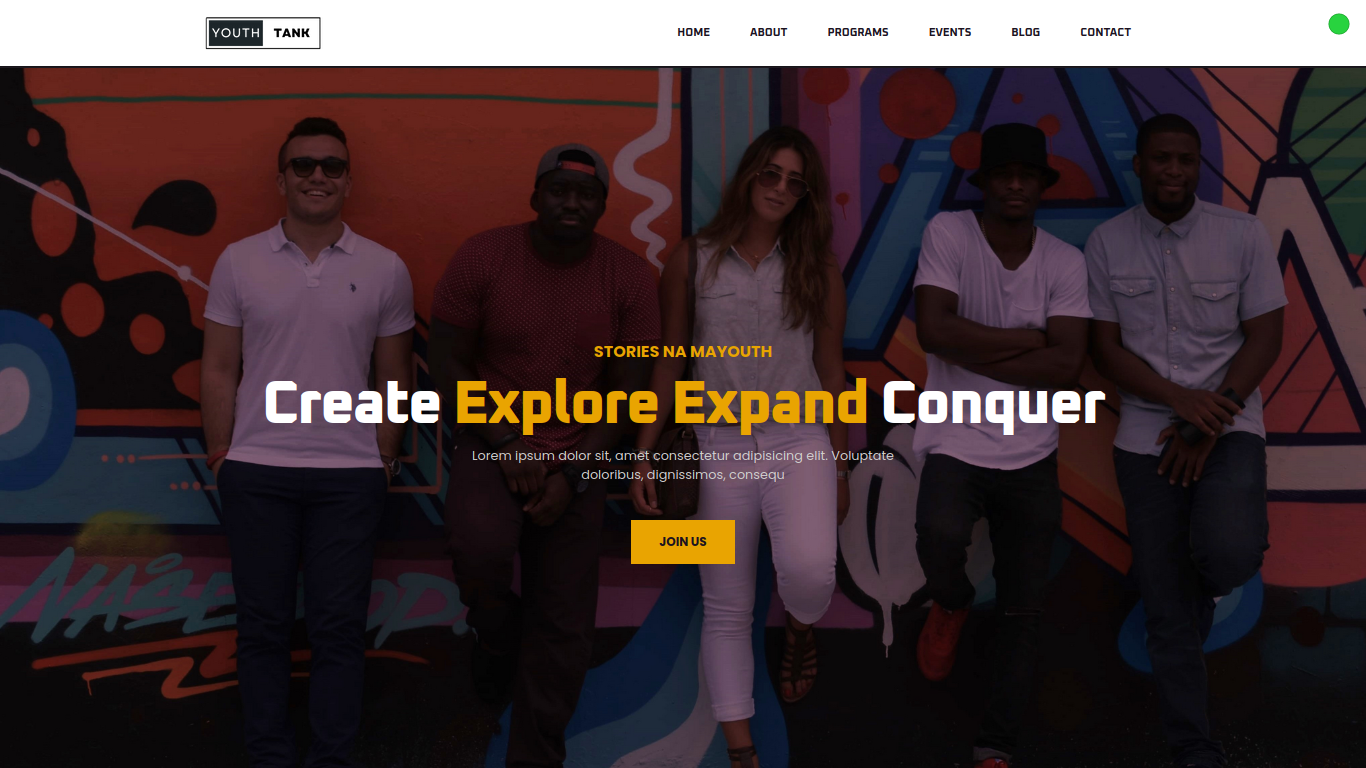 YOUTH TANK
HOME ABOUT PROGRAMS EVENTS BLOG CONTACT
STORIES NA MAYOUTH
Create Explore Expand Conquer
Lorem ipsum dolor sit, amet consectetur adipisicing elit. Voluptate
doloribus, dignissimos, consequ
JOIN US